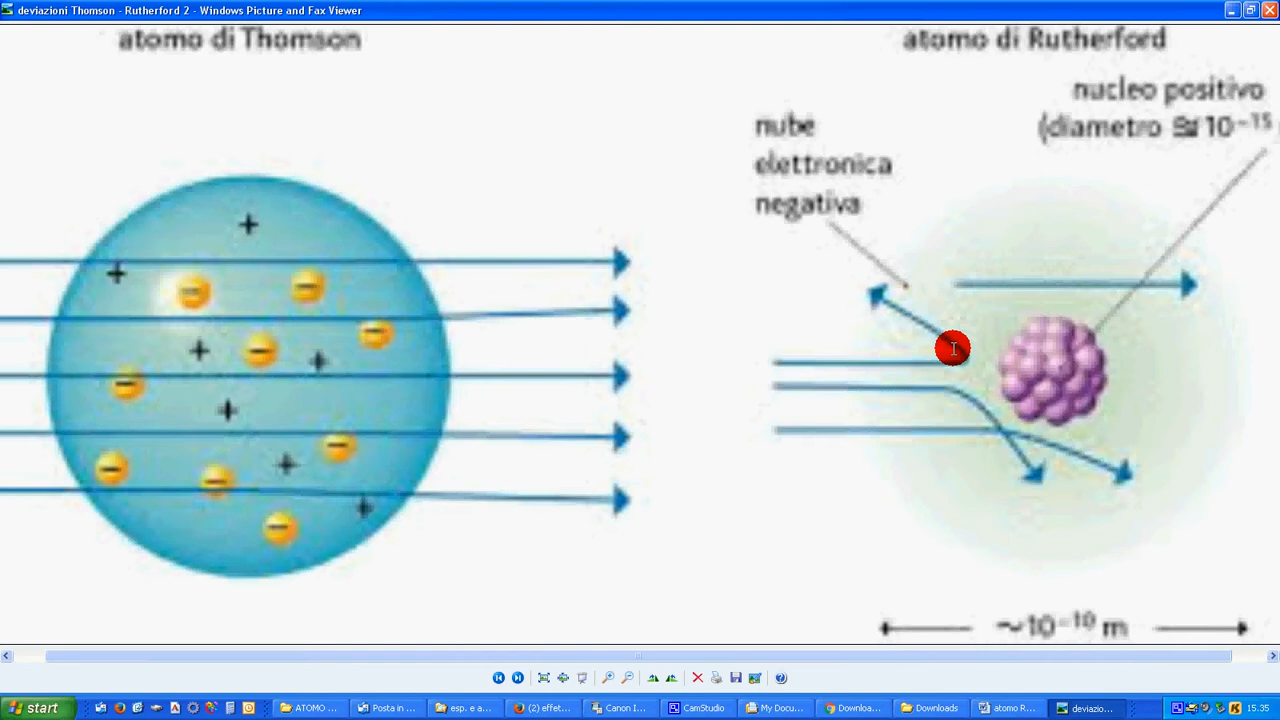 deviazioni Thomson - Rutherford 2 - Windows Picture and Fax Viewer
atomo di Thomson
atomo di Rutherford
nucleo positivo
(diametro ≅ 10⁻¹⁵
nube
elettronica
negativa
+
+
− −
−
+ − +
−
+
−
+
− −
+
−
~10⁻¹⁰ m
start
ATOMO ...
Posta in ...
esp. e a...
(2) effet...
Canon I...
CamStudio
My Docu...
Downloa...
Downloads
atomo R...
deviazio...
15.35